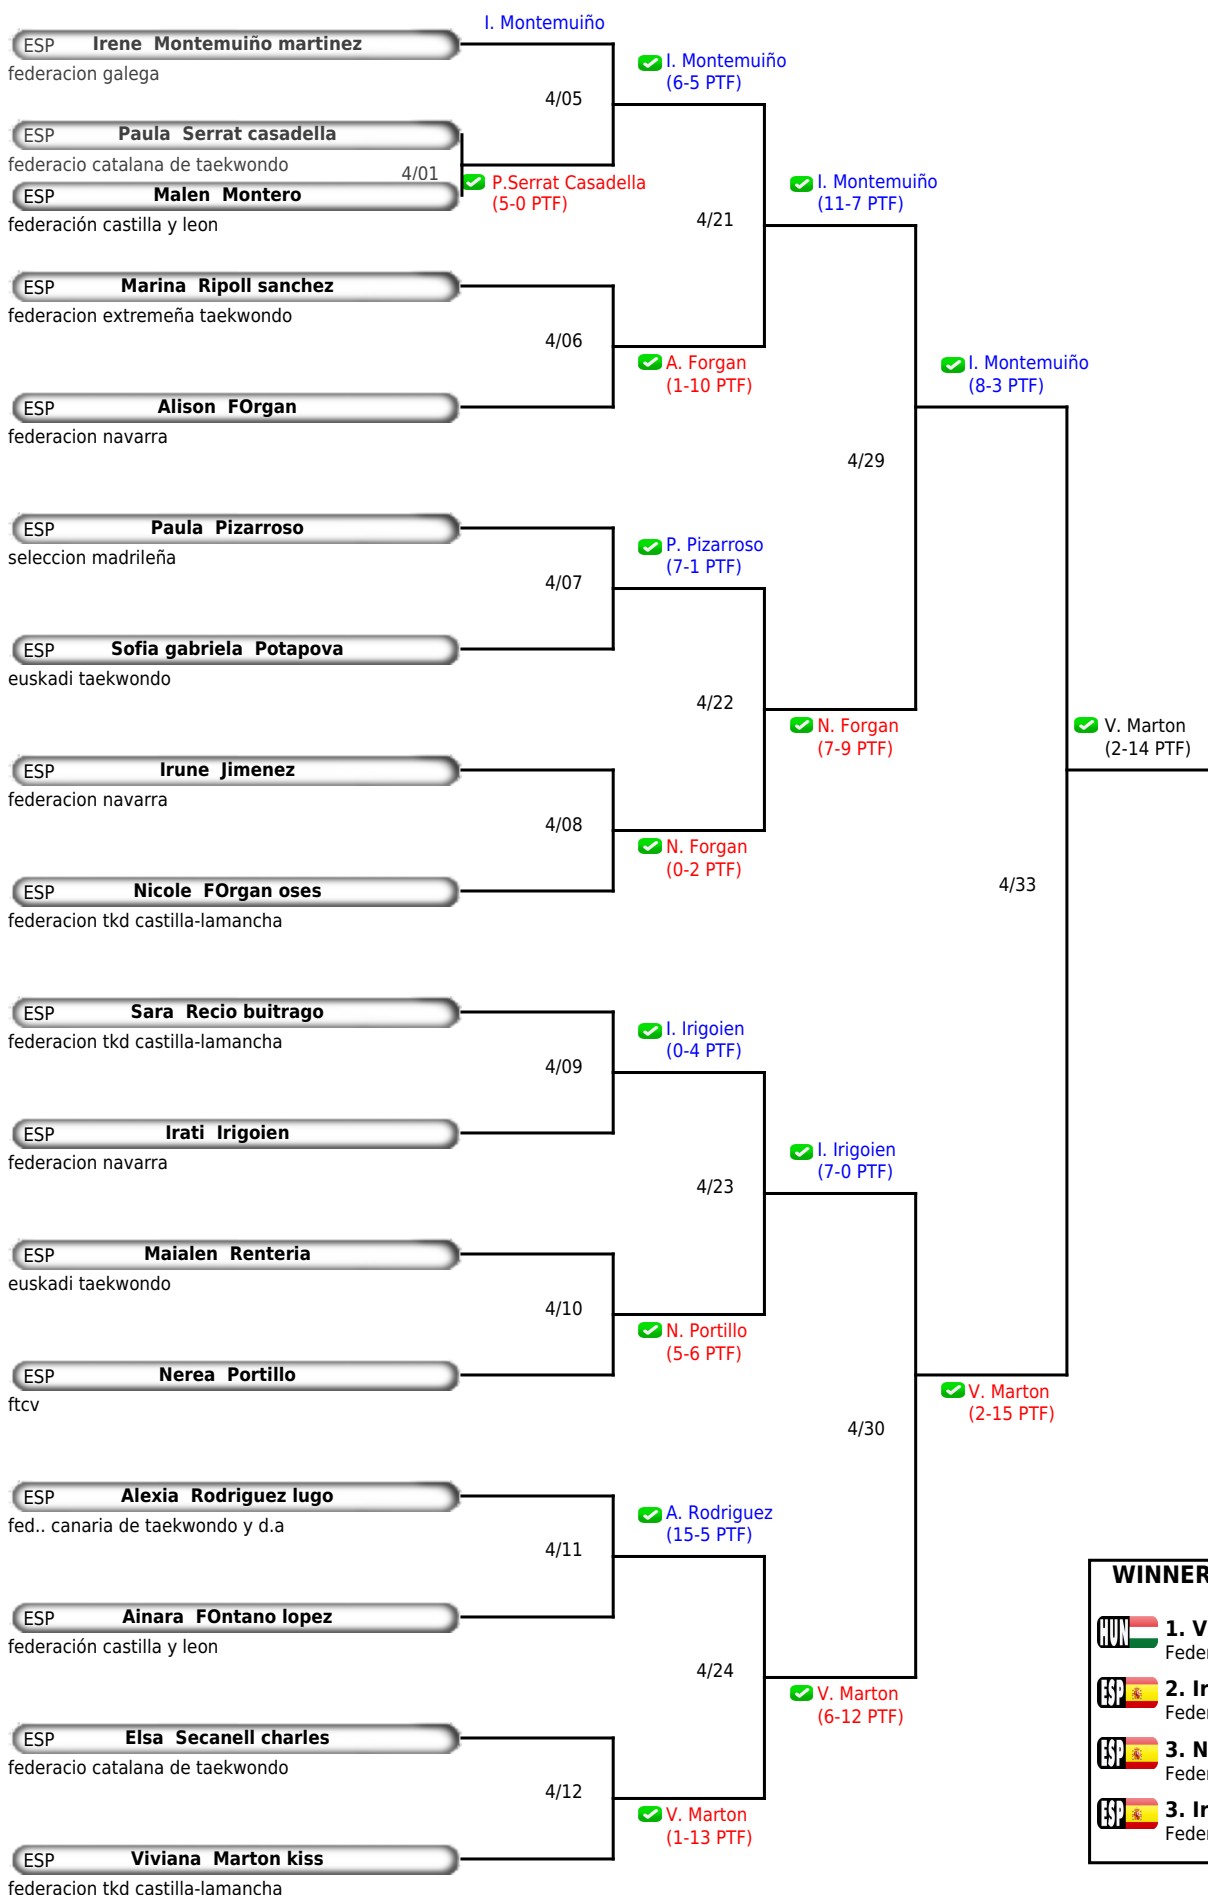 I. Montemuiño
ESP Irene Montemuiño martinez
federacion galega
I. Montemuiño
(6-5 PTF)
4/05
ESP Paula Serrat casadella
federacio catalana de taekwondo
4/01
P.Serrat Casadella
(5-0 PTF)
ESP Malen Montero
federación castilla y leon
I. Montemuiño
(11-7 PTF)
4/21
ESP Marina Ripoll sanchez
federacion extremeña taekwondo
4/06
A. Forgan
(1-10 PTF)
I. Montemuiño
(8-3 PTF)
ESP Alison FOrgan
federacion navarra
4/29
ESP Paula Pizarroso
seleccion madrileña
P. Pizarroso
(7-1 PTF)
4/07
ESP Sofia gabriela Potapova
euskadi taekwondo
4/22
N. Forgan
(7-9 PTF)
V. Marton
(2-14 PTF)
ESP Irune Jimenez
federacion navarra
4/08
N. Forgan
(0-2 PTF)
ESP Nicole FOrgan oses
federacion tkd castilla-lamancha
4/33
ESP Sara Recio buitrago
federacion tkd castilla-lamancha
I. Irigoien
(0-4 PTF)
4/09
ESP Irati Irigoien
federacion navarra
I. Irigoien
(7-0 PTF)
4/23
ESP Maialen Renteria
euskadi taekwondo
4/10
N. Portillo
(5-6 PTF)
ESP Nerea Portillo
ftcv
V. Marton
(2-15 PTF)
4/30
ESP Alexia Rodriguez lugo
fed.. canaria de taekwondo y d.a
A. Rodriguez
(15-5 PTF)
4/11
ESP Ainara FOntano lopez
federación castilla y leon
4/24
V. Marton
(6-12 PTF)
ESP Elsa Secanell charles
federacio catalana de taekwondo
4/12
V. Marton
(1-13 PTF)
ESP Viviana Marton kiss
federacion tkd castilla-lamancha
WINNER
HUN 1. V
Feder
ESP 2. Ir
Feder
ESP 3. N
Feder
ESP 3. Ir
Feder